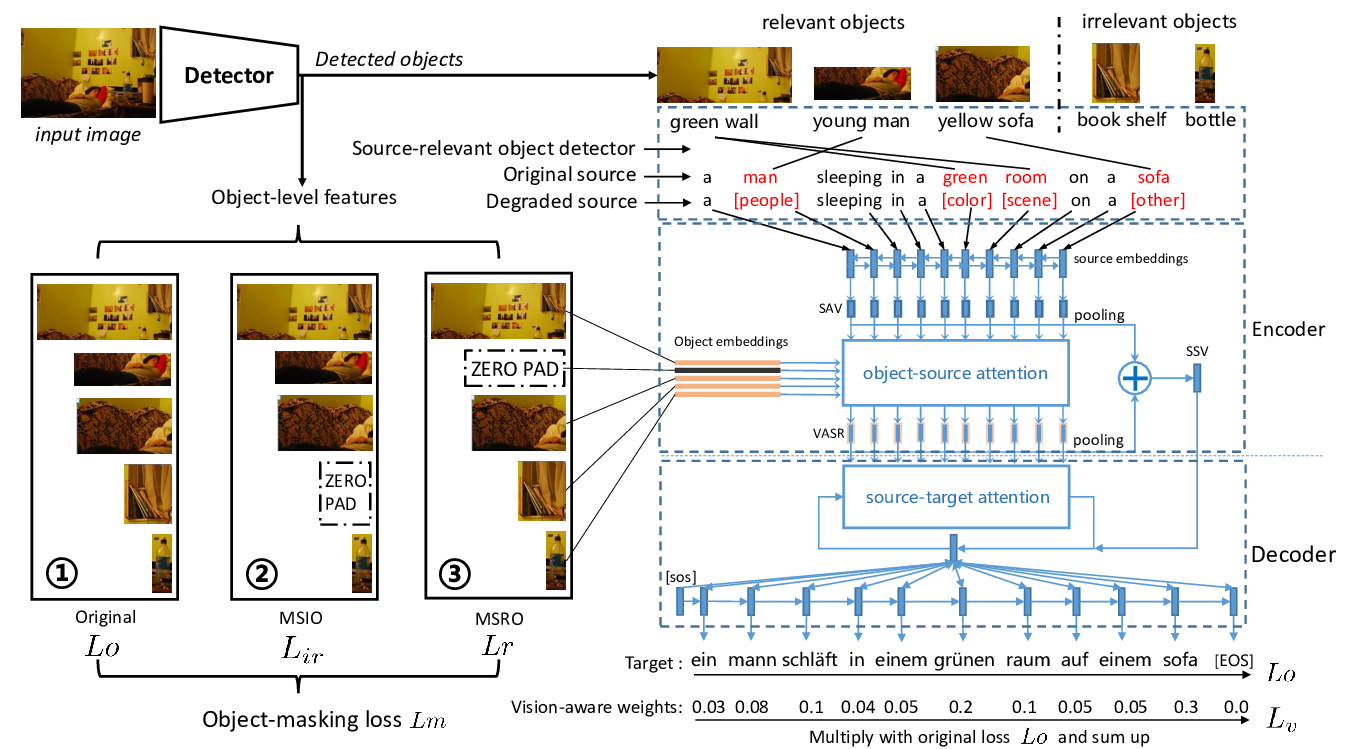 relevant objects
irrelevant objects
Detector
Detected objects
input image
green wall
young man
yellow sofa
book shelf
bottle
Source-relevant object detector
Original source
a man sleeping in a green room on a sofa
Degraded source
a [people] sleeping in a [color] [scene] on a [other]
Object-level features
source embeddings
SAV
pooling
Object embeddings
object-source attention
SSV
Encoder
VASR
pooling
ZERO PAD
ZERO
PAD
source-target attention
Decoder
[sos]
①
②
③
Original
MSIO
MSRO
Lo
Lir
Lr
Object-masking loss Lm
Target : ein mann schläft in einem grünen raum auf einem sofa [EOS] Lo
Vision-aware weights: 0.03 0.08 0.1 0.04 0.05 0.2 0.1 0.05 0.05 0.3 0.0 Lv
Multiply with original loss Lo and sum up